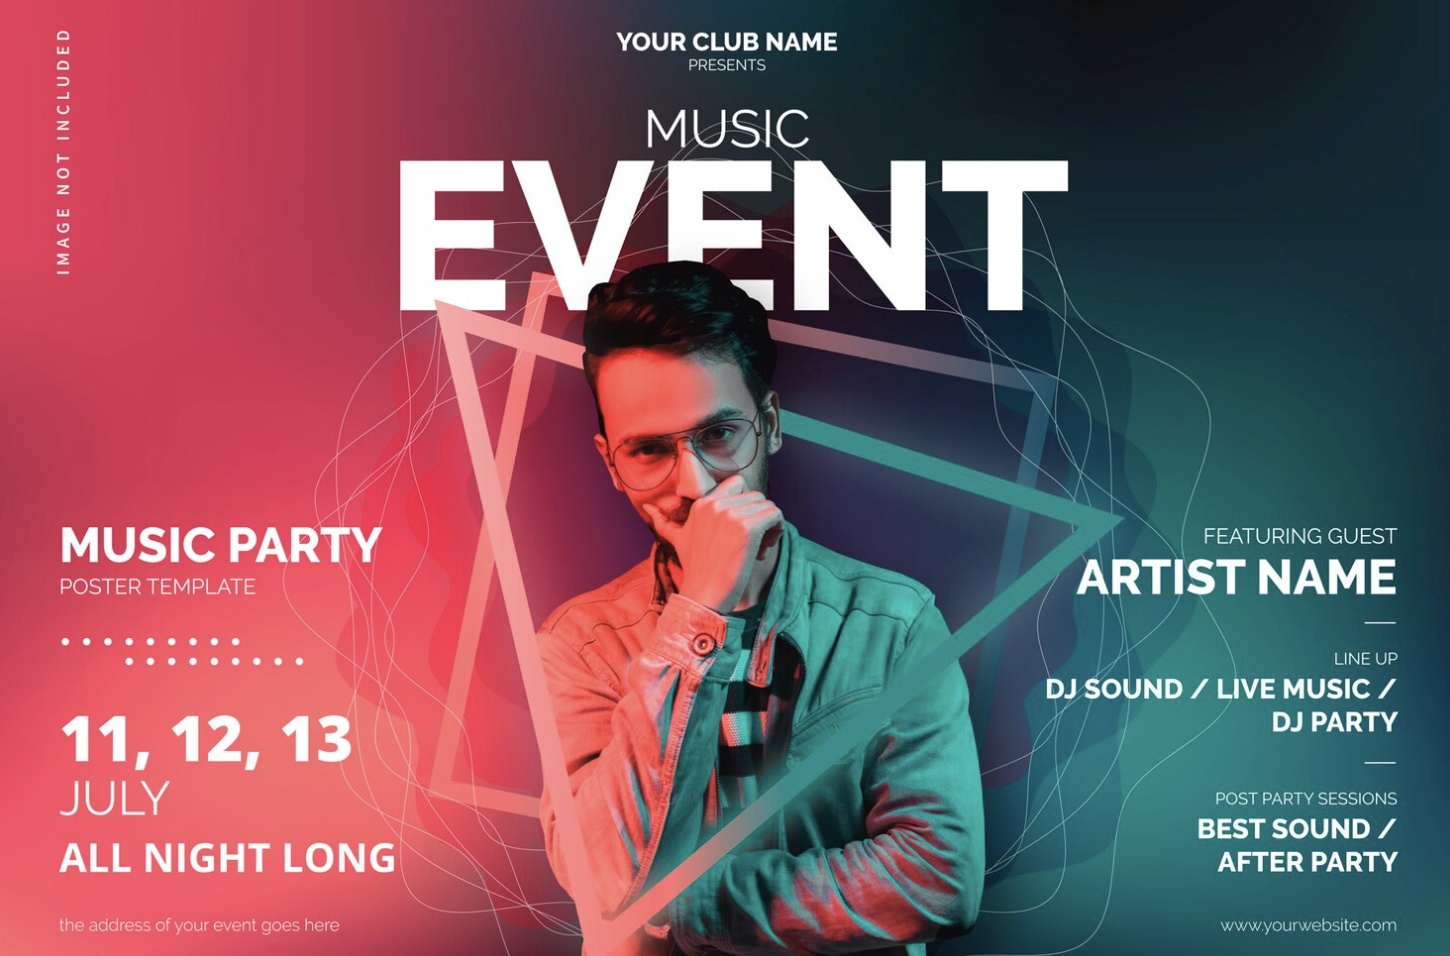 IMAGE NOT INCLUDED
YOUR CLUB NAME
PRESENTS
MUSIC
EVENT
MUSIC PARTY
POSTER TEMPLATE
11, 12, 13
JULY
ALL NIGHT LONG
the address of your event goes here
FEATURING GUEST
ARTIST NAME
LINE UP
DJ SOUND / LIVE MUSIC /
DJ PARTY
POST PARTY SESSIONS
BEST SOUND /
AFTER PARTY
www.yourwebsite.com